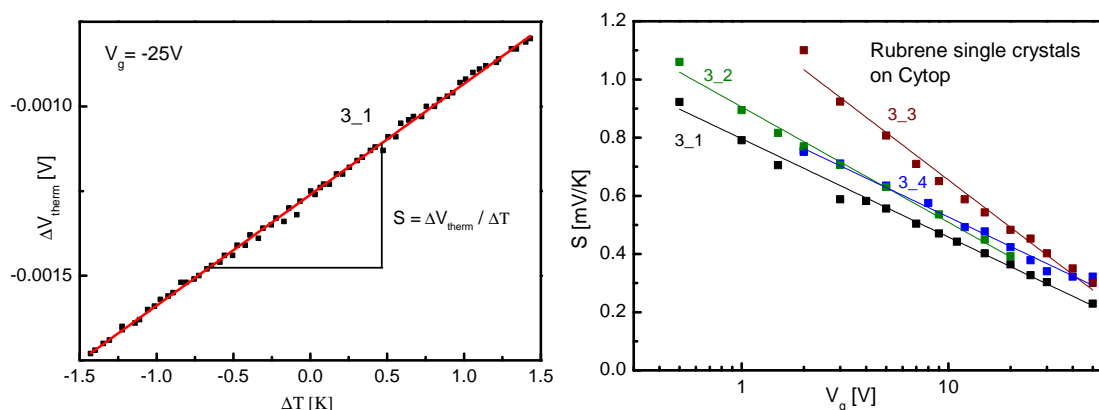 V_g = -25V
3_1
S = ΔV_therm / ΔT
-0.0010
-0.0015
ΔV_therm [V]
-1.5 -1.0 -0.5 0.0 0.5 1.0 1.5
ΔT [K]
Rubrene single crystals
on Cytop
3_2
3_3
3_1
3_4
1.2
1.0
0.8
0.6
0.4
0.2
0.0
S [mV/K]
1 10
V_g [V]